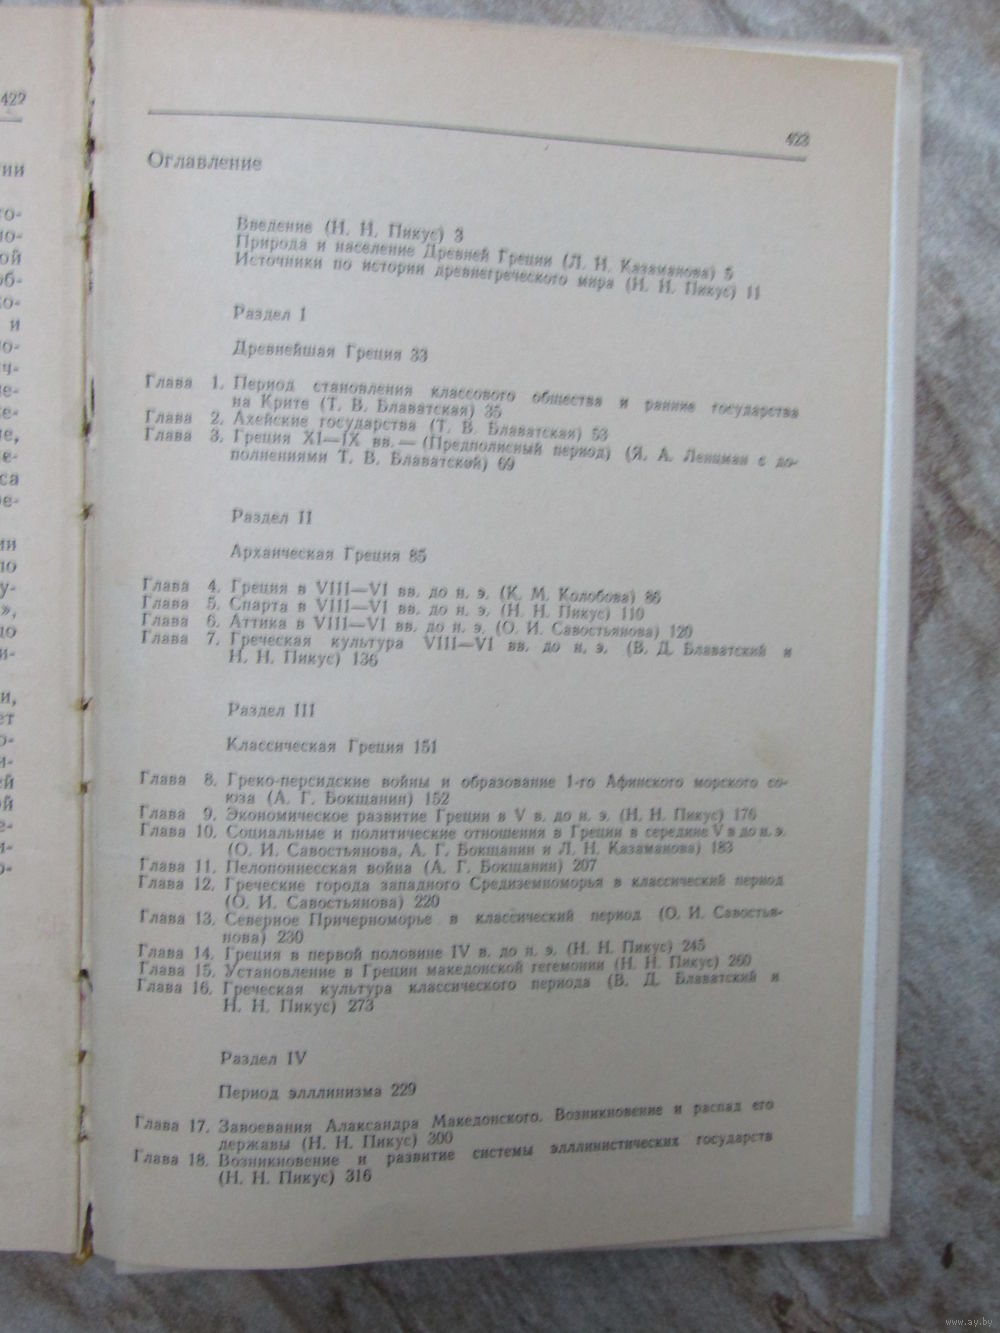 422
423
Оглавление
Введение (Н. Н. Пикус) 3
Природа и население Древней Греции (Л. Н. Казаманова) 5
Источники по истории древнегреческого мира (Н. Н. Пикус) 11
Раздел I
Древнейшая Греция 33
Глава 1. Период становления классового общества и ранние государства
на Крите (Т. В. Блаватская) 35
Глава 2. Ахейские государства (Т. В. Блаватская) 53
Глава 3. Греция XI—IX вв. — (Предполисный период) (Я. А. Ленцман с до-
полнениями Т. В. Блаватской) 69
Раздел II
Архаическая Греция 85
Глава 4. Греция в VIII—VI вв. до н. э. (К. М. Колобова) 86
Глава 5. Спарта в VIII—VI вв. до н. э. (Н. Н. Пикус) 110
Глава 6. Аттика в VIII—VI вв. до н. э. (О. И. Савостьянова) 120
Глава 7. Греческая культура VIII—VI вв. до н. э. (В. Д. Блаватский и
Н. Н. Пикус) 136
Раздел III
Классическая Греция 151
Глава 8. Греко-персидские войны и образование 1-го Афинского морского со-
юза (А. Г. Бокщанин) 152
Глава 9. Экономическое развитие Греции в V в. до н. э. (Н. Н. Пикус) 176
Глава 10. Социальные и политические отношения в Греции в середине V в до н. э.
(О. И. Савостьянова, А. Г. Бокщанин и Л. Н. Казаманова) 183
Глава 11. Пелопоннесская война (А. Г. Бокщанин) 207
Глава 12. Греческие города западного Средиземноморья в классический период
(О. И. Савостьянова) 220
Глава 13. Северное Причерноморье в классический период (О. И. Савостья-
нова) 230
Глава 14. Греция в первой половине IV в. до н. э. (Н. Н. Пикус) 245
Глава 15. Установление в Греции македонской гегемонии (Н. Н. Пикус) 260
Глава 16. Греческая культура классического периода (В. Д. Блаватский и
Н. Н. Пикус) 273
Раздел IV
Период элллинизма 229
Глава 17. Завоевания Алаксандра Македонского. Возникновение и распад его
державы (Н. Н. Пикус) 300
Глава 18. Возникновение и развитие системы элллинистических государств
(Н. Н. Пикус) 316
www.ay.by